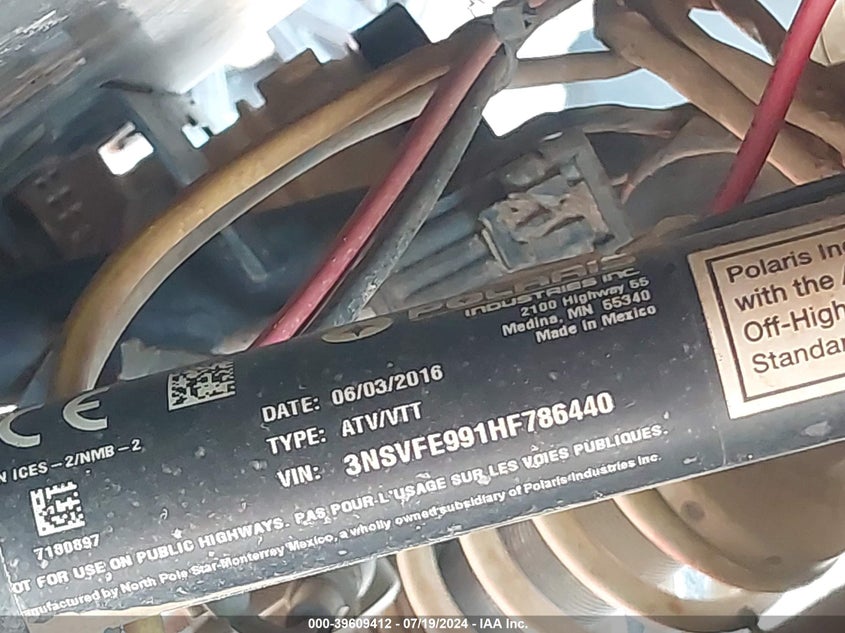 POLARIS
INDUSTRIES INC.
2100 Highway 55
Medina, MN 55340
Made in Mexico
Polaris
with the
Off-High
Standar
CE
ICES-2/NMB-2
DATE: 06/03/2016
TYPE: ATV/VTT
VIN: 3NSVFE991HF786440
7180897
OT FOR USE ON PUBLIC HIGHWAYS. PAS POUR L'USAGE SUR LES VOIES PUBLIQUES.
anufactured by North Pole Star-Monterrey Mexico, a wholly owned subsidiary of Polaris Industries Inc.
000-39609412 - 07/19/2024 - IAA Inc.